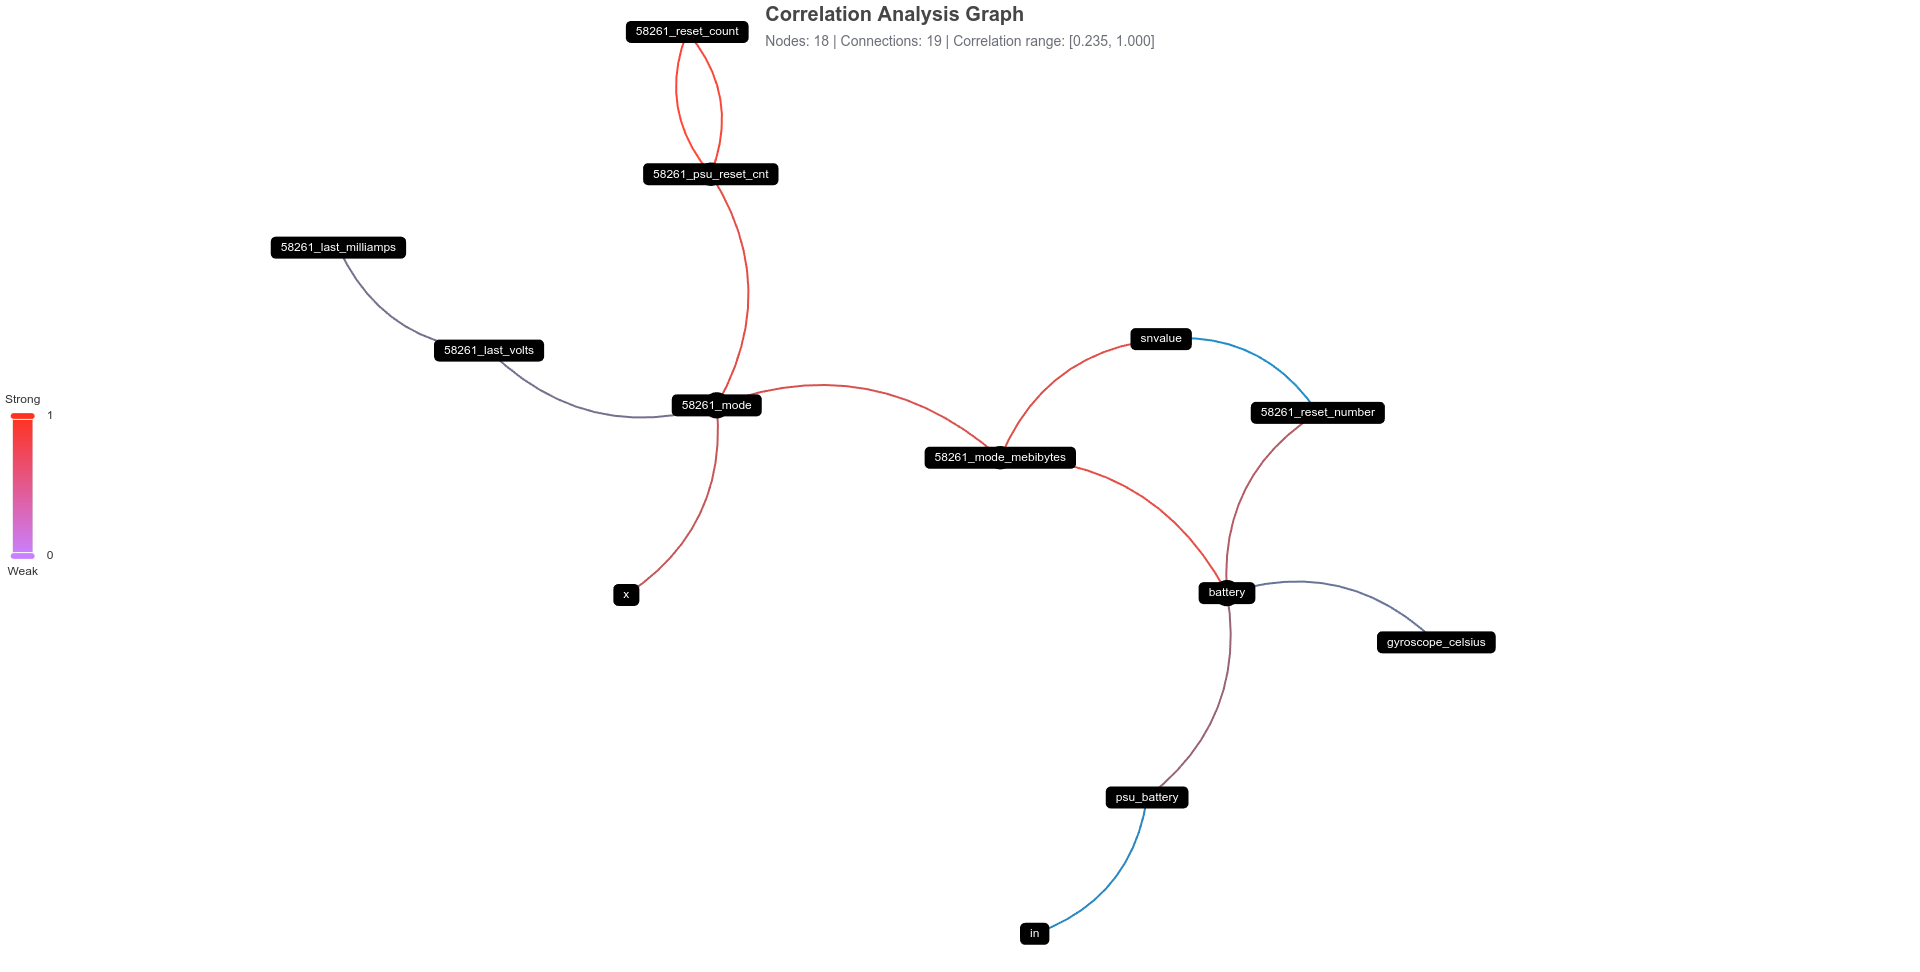 Correlation Analysis Graph
Nodes: 18 | Connections: 19 | Correlation range: [0.235, 1.000]
58261_reset_count
58261_psu_reset_cnt
58261_last_milliamps
58261_last_volts
snvalue
58261_mode
58261_reset_number
58261_mode_mebibytes
Strong
1
0
Weak
x
battery
gyroscope_celsius
psu_battery
in